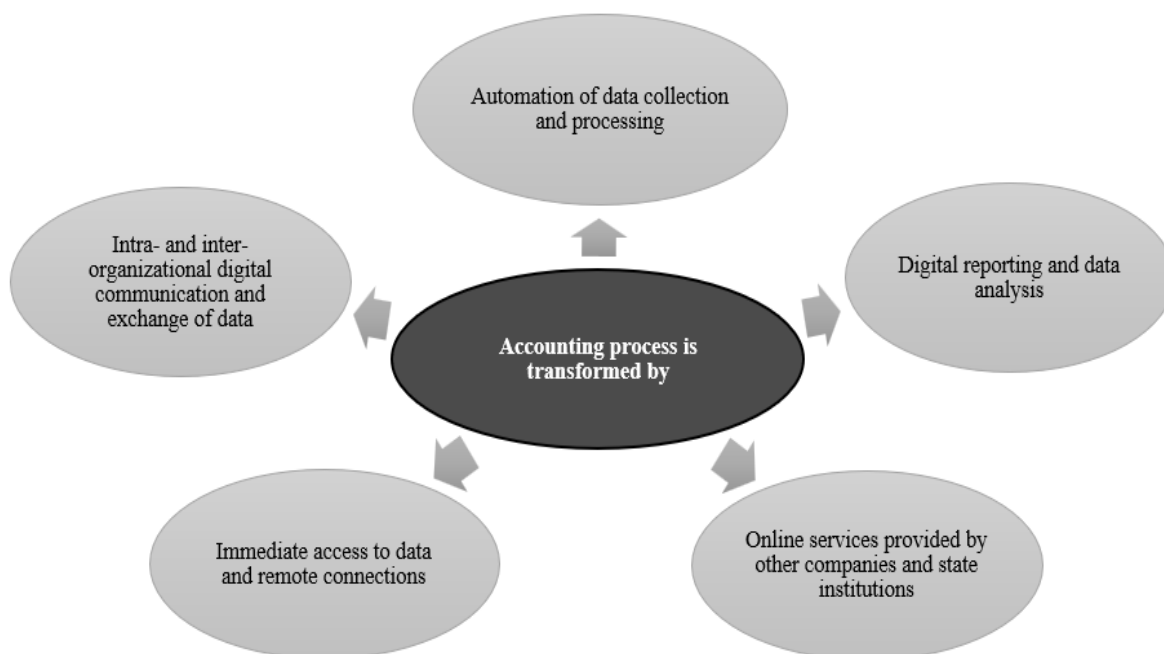 Automation of data collection
and processing
Intra- and inter-
organizational digital
communication and
exchange of data
Digital reporting and data
analysis
Accounting process is
transformed by
Immediate access to data
and remote connections
Online services provided by
other companies and state
institutions